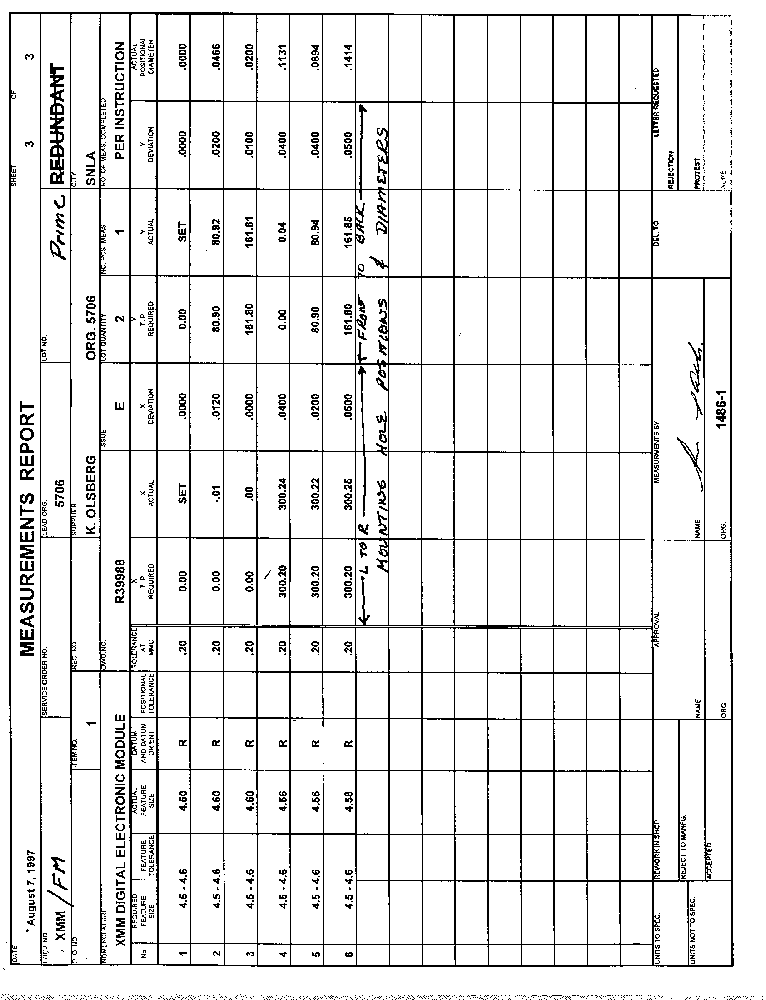 MEASUREMENTS REPORT
DATE August 7, 1997 SHEET 3 OF 3
PROJ. NO. XMM /FM SERVICE ORDER NO. LEAD ORG. 5706 LOT NO. Prime REDUNDANT
P. O NO. ITEM NO. 1 REC. NO. SUPPLIER. K. OLSBERG ORG. 5706 CITY SNLA
NOMENCLATURE XMM DIGITAL ELECTRONIC MODULE DWG.NO. R39988 ISSUE E LOT QUANTITY 2 NO. PCS. MEAS. 1 NO. OF MEAS. COMPLETED PER INSTRUCTION
No REQUIRED FEATURE SIZE FEATURE TOLERANCE ACTUAL FEATURE SIZE DATUM AND DATUM ORIENT POSITIONAL TOLERANCE TOLERANCE AT MMC X T. P. REQUIRED X ACTUAL X DEVIATION Y T. P. REQUIRED Y ACTUAL Y DEVIATION ACTUAL POSITIONAL DIAMETER
1 4.5 - 4.6 4.50 R .20 0.00 SET .0000 0.00 SET .0000 .0000
2 4.5 - 4.6 4.60 R .20 0.00 -.01 .0120 80.90 80.92 .0200 .0466
3 4.5 - 4.6 4.60 R .20 0.00 .00 .0000 161.80 161.81 .0100 .0200
4 4.5 - 4.6 4.56 R .20 300.20 300.24 .0400 0.00 0.04 .0400 .1131
5 4.5 - 4.6 4.56 R .20 300.20 300.22 .0200 80.90 80.94 .0400 .0894
6 4.5 - 4.6 4.58 R .20 300.20 300.25 .0500 161.80 161.85 .0500 .1414
L TO R FRONT TO BACK
MOUNTING HOLE POSITIONS & DIAMETERS
UNITS TO SPEC. REWORK IN SHOP APPROVAL MEASURMENTS BY DEL. TO LETTER REQUESTED
REJECTION
REJECT TO MANFG.
UNITS NOT TO SPEC. NAME NAME PROTEST
ACCEPTED ORG. ORG. 1486-1 NONE